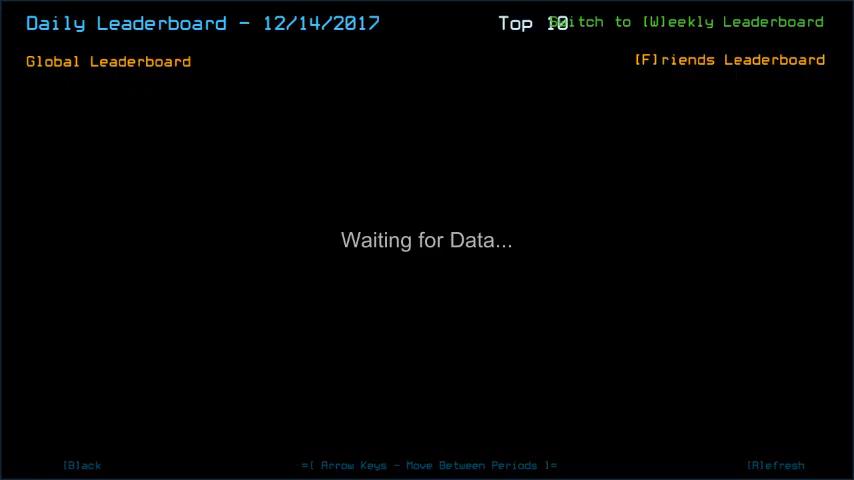 Daily Leaderboard - 12/14/2017
Top 10
Switch to [W]eekly Leaderboard
Global Leaderboard
[F]riends Leaderboard
Waiting for Data...
[B]ack
=[ Arrow Keys - Move Between Periods ]=
[R]efresh